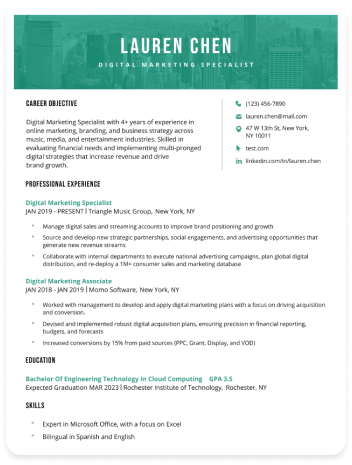 LAUREN CHEN
DIGITAL MARKETING SPECIALIST
CAREER OBJECTIVE
Digital Marketing Specialist with 4+ years of experience in
online marketing, branding, and business strategy across
music, media, and entertainment industries. Skilled in
evaluating financial needs and implementing multi-pronged
digital strategies that increase revenue and drive
brand growth.
(123) 456-7890
lauren.chen@mail.com
47 W 13th St, New York,
NY 10011
test.com
linkedin.com/in/lauren.chen
PROFESSIONAL EXPERIENCE
Digital Marketing Specialist
JAN 2019 - PRESENT | Triangle Music Group, New York, NY
Manage digital sales and streaming accounts to improve brand positioning and growth
Source and develop new strategic partnerships, social engagements, and advertising opportunities that
generate new revenue streams
Collaborate with internal departments to execute national advertising campaigns, plan global digital
distribution, and re-deploy a 1M+ consumer sales and marketing database
Digital Marketing Associate
JAN 2018 - JAN 2019 | Momo Software, New York, NY
Worked with management to develop and apply digital marketing plans with a focus on driving acquisition
and conversion.
Devised and implemented robust digital acquisition plans, ensuring precision in financial reporting,
budgets, and forecasts
Increased conversions by 15% from paid sources (PPC, Grant, Display, and VOD)
EDUCATION
Bachelor Of Engineering Technology In Cloud Computing GPA 3.5
Expected Graduation MAR 2023 | Rochester Institute of Technology, Rochester, NY
SKILLS
Expert in Microsoft Office, with a focus on Excel
Bilingual in Spanish and English